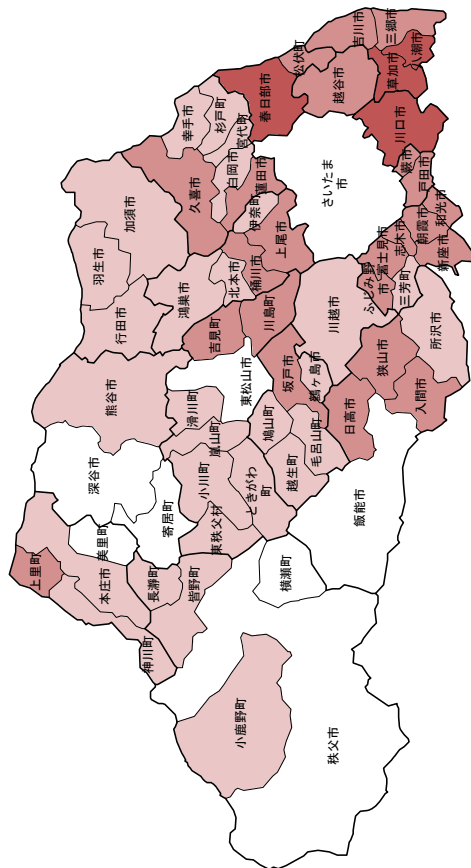 上里町
神川町
本庄市
美里町
深谷市
熊谷市
行田市
羽生市
加須市
長瀞町
寄居町
皆野町
小川町
東秩父村
滑川町
嵐山町
吉見町
鴻巣市
久喜市
幸手市
杉戸町
小鹿野町
ときがわ
町
東松山市
北本市
白岡市
宮代町
鳩山町
川島町
桶川市
伊奈町
蓮田市
春日部市
横瀬町
越生町
坂戸市
上尾市
毛呂山町
鶴ヶ島市
松伏町
秩父市
川越市
さいたま
市
越谷市
日高市
飯能市
吉川市
狭山市
ふじみ野
市
富士見市
三芳町
志木市
三郷市
草加市
川口市
八潮市
入間市
所沢市
新座市
朝霞市
和光市
戸田市
蕨市